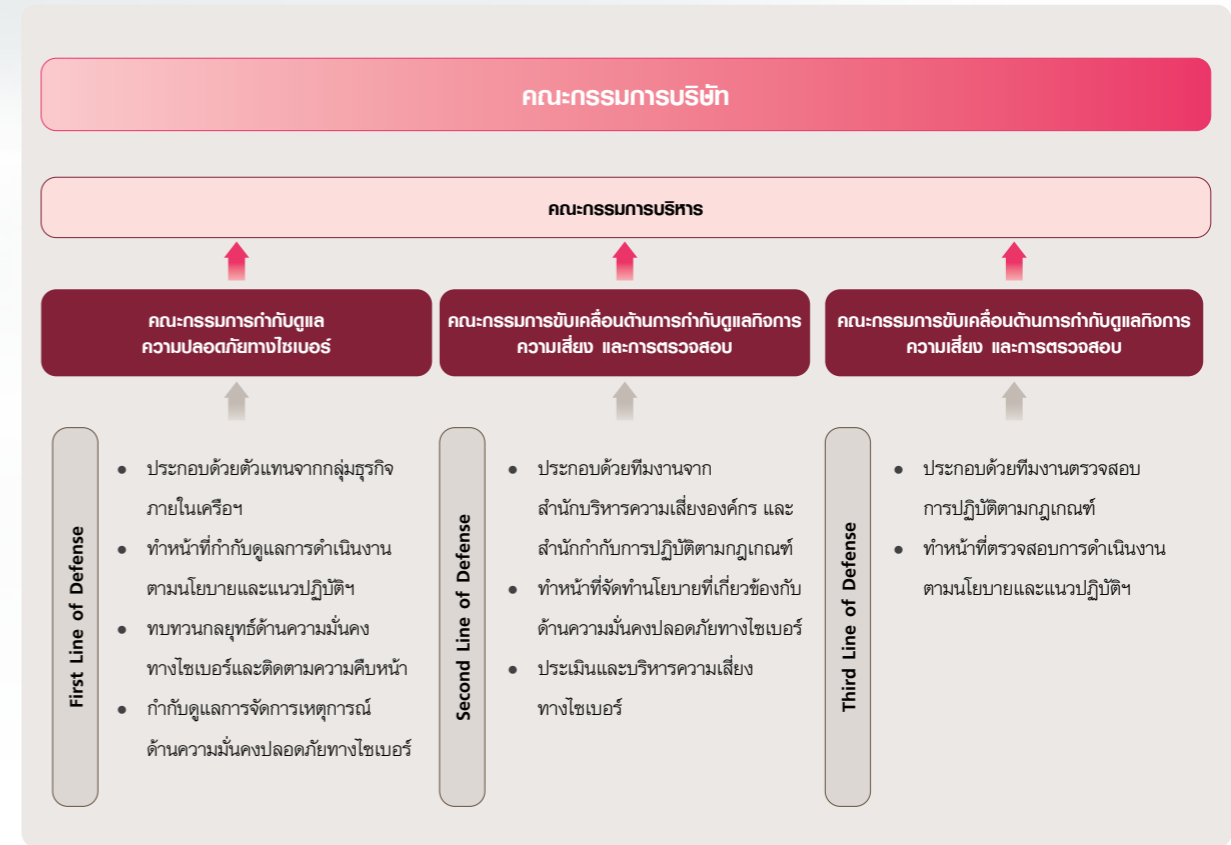 คณะกรรมการบริษัท
คณะกรรมการบริหาร
คณะกรรมการกำกับดูแล
ความปลอดภัยทางไซเบอร์
First Line of Defense
● ประกอบด้วยตัวแทนจากกลุ่มธุรกิจ
ภายในเครือฯ
● ทำหน้าที่กำกับดูแลการดำเนินงาน
ตามนโยบายและแนวปฏิบัติฯ
● ทบทวนกลยุทธ์ด้านความมั่นคง
ทางไซเบอร์และติดตามความคืบหน้า
● กำกับดูแลการจัดการเหตุการณ์
ด้านความมั่นคงปลอดภัยทางไซเบอร์
คณะกรรมการขับเคลื่อนด้านการกำกับดูแลกิจการ
ความเสี่ยง และการตรวจสอบ
Second Line of Defense
● ประกอบด้วยทีมงานจาก
สำนักบริหารความเสี่ยงองค์กร และ
สำนักกำกับการปฏิบัติตามกฎเกณฑ์
● ทำหน้าที่จัดทำนโยบายที่เกี่ยวข้องกับ
ด้านความมั่นคงปลอดภัยทางไซเบอร์
● ประเมินและบริหารความเสี่ยง
ทางไซเบอร์
คณะกรรมการขับเคลื่อนด้านการกำกับดูแลกิจการ
ความเสี่ยง และการตรวจสอบ
Third Line of Defense
● ประกอบด้วยทีมงานตรวจสอบ
การปฏิบัติตามกฎเกณฑ์
● ทำหน้าที่ตรวจสอบการดำเนินงาน
ตามนโยบายและแนวปฏิบัติฯ